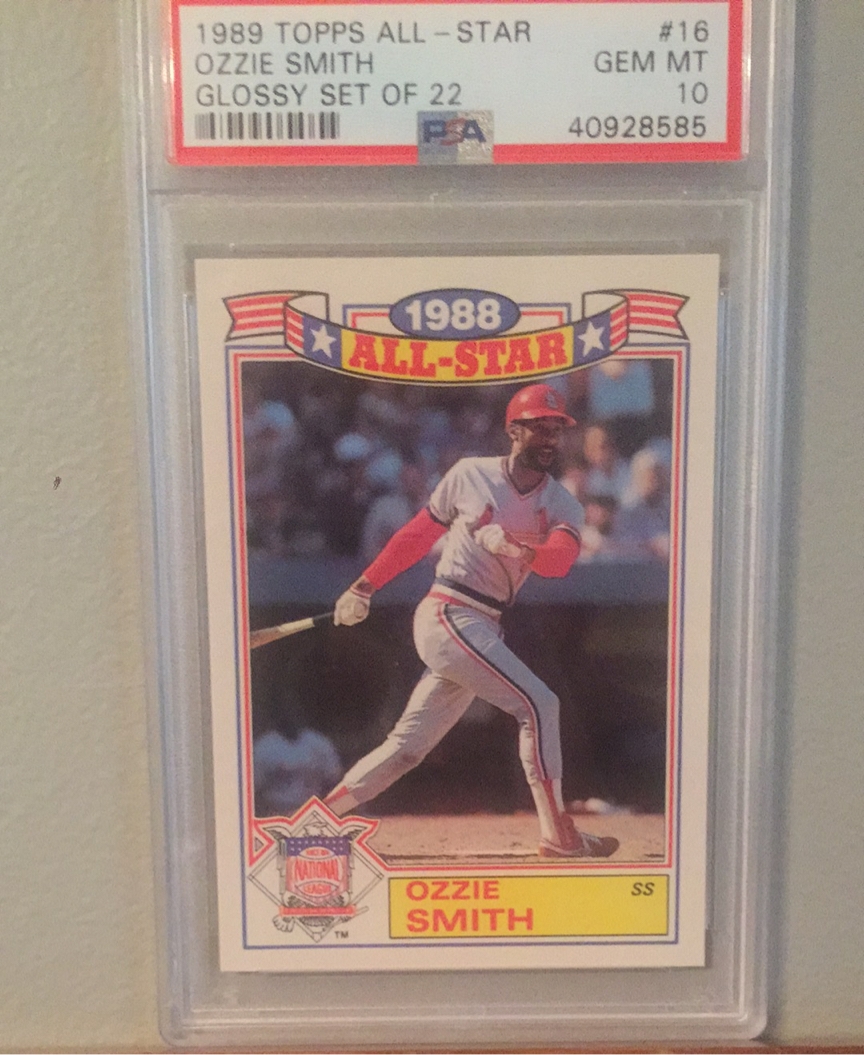 1989 TOPPS ALL-STAR #16
OZZIE SMITH GEM MT
GLOSSY SET OF 22 10
PSA 40928585
1988
ALL-STAR
NATIONAL
LEAGUE
TM
OZZIE SS
SMITH